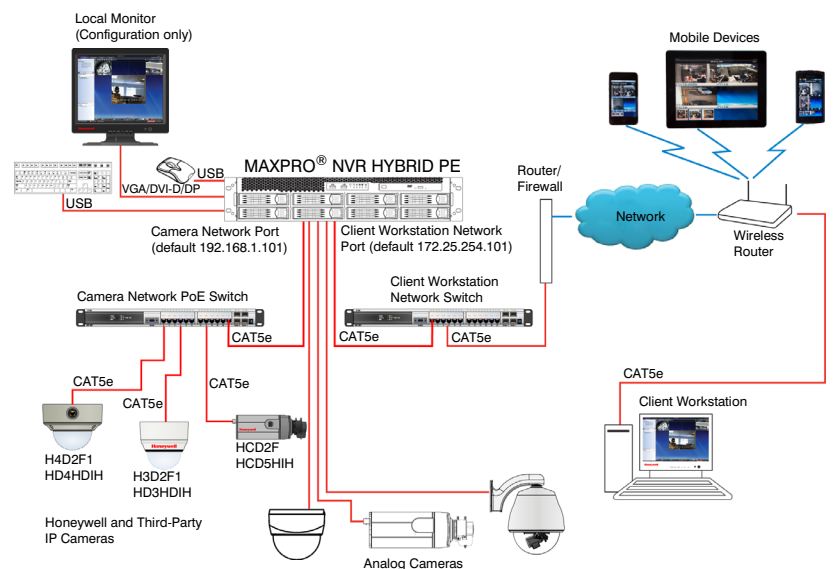 Local Monitor
(Configuration only)
Mobile Devices
MAXPRO® NVR HYBRID PE
USB
VGA/DVI-D/DP
USB
Router/
Firewall
Network
Wireless
Router
Camera Network Port
(default 192.168.1.101)
Client Workstation Network
Port (default 172.25.254.101)
Camera Network PoE Switch
Client Workstation
Network Switch
CAT5e
CAT5e
CAT5e
CAT5e
CAT5e
CAT5e
Client Workstation
Honeywell
H4D2F1
HD4HDIH
H3D2F1
HD3HDIH
HCD2F
HCD5HIH
Honeywell and Third-Party
IP Cameras
Analog Cameras